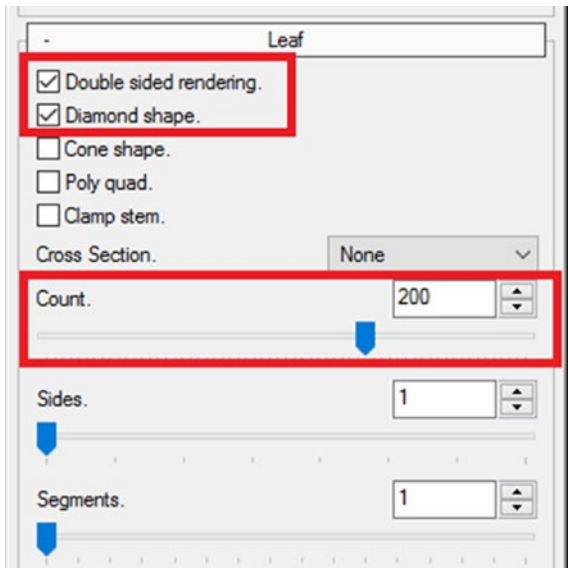 - Leaf
Double sided rendering.
Diamond shape.
Cone shape.
Poly quad.
Clamp stem.
Cross Section. None
Count. 200
Sides. 1
Segments. 1